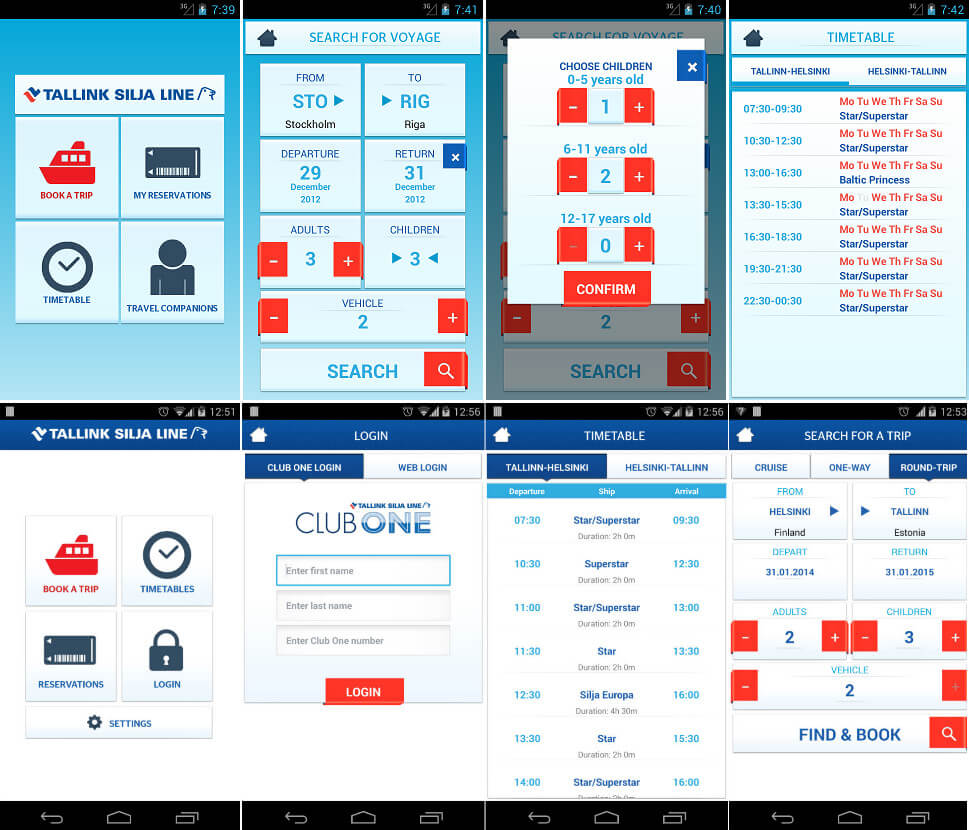 3G 7:39
TALLINK SILJA LINE
BOOK A TRIP
MY RESERVATIONS
TIMETABLE
TRAVEL COMPANIONS
3G 7:41
SEARCH FOR VOYAGE
FROM TO
STO RIG
Stockholm Riga
DEPARTURE RETURN ×
29 31
December December
2012 2012
ADULTS CHILDREN
- 3 + 3
VEHICLE
- 2 +
SEARCH
3G 7:40
SEARCH FOR VOYAGE
CHOOSE CHILDREN ×
0-5 years old
- 1 +
6-11 years old
- 2 +
12-17 years old
- 0 +
CONFIRM
- 2 +
SEARCH
3G 7:42
TIMETABLE
TALLINN-HELSINKI HELSINKI-TALLINN
07:30-09:30 Mo Tu We Th Fr Sa Su
Star/Superstar
10:30-12:30 Mo Tu We Th Fr Sa Su
Star/Superstar
13:00-16:30 Mo Tu We Th Fr Sa Su
Baltic Princess
13:30-15:30 Mo Tu We Th Fr Sa Su
Star/Superstar
16:30-18:30 Mo Tu We Th Fr Sa Su
Star/Superstar
19:30-21:30 Mo Tu We Th Fr Sa Su
Star/Superstar
22:30-00:30 Mo Tu We Th Fr Sa Su
Star/Superstar
12:51
TALLINK SILJA LINE
BOOK A TRIP
TIMETABLES
RESERVATIONS
LOGIN
SETTINGS
12:56
LOGIN
CLUB ONE LOGIN WEB LOGIN
TALLINK SILJA LINE
CLUB ONE
Enter first name
Enter last name
Enter Club One number
LOGIN
12:56
TIMETABLE
TALLINN-HELSINKI HELSINKI-TALLINN
Departure Ship Arrival
07:30 Star/Superstar 09:30
Duration: 2h 0m
10:30 Superstar 12:30
Duration: 2h 0m
11:00 Star/Superstar 13:00
Duration: 2h 0m
11:30 Star 13:30
Duration: 2h 0m
12:30 Silja Europa 16:00
Duration: 4h 30m
13:30 Star 15:30
Duration: 2h 0m
14:00 Star/Superstar 16:00
Duration: 2h 0m
12:53
SEARCH FOR A TRIP
CRUISE ONE-WAY ROUND-TRIP
FROM TO
HELSINKI TALLINN
Finland Estonia
DEPART RETURN
31.01.2014 31.01.2015
ADULTS CHILDREN
- 2 + - 3 +
VEHICLE
- 2 +
FIND & BOOK